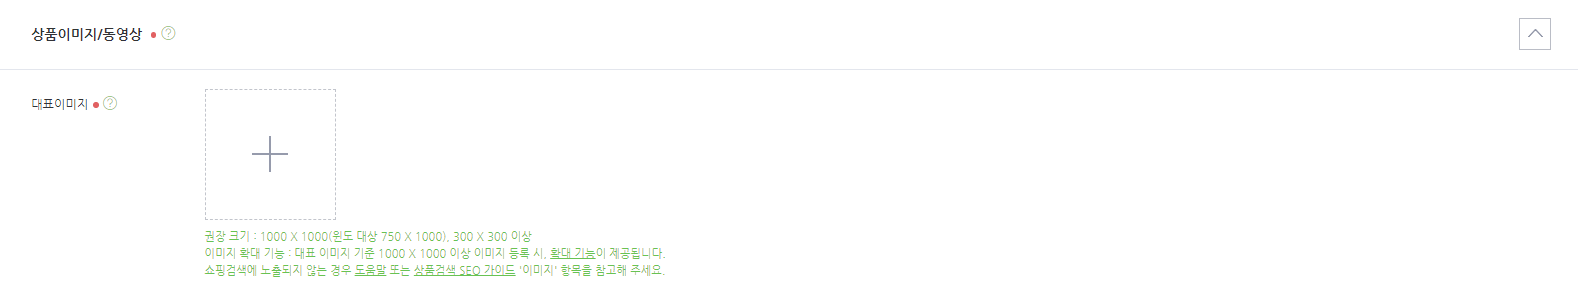 상품이미지/동영상
대표이미지
권장 크기 : 1000 X 1000(윈도 대상 750 X 1000), 300 X 300 이상
이미지 확대 기능 : 대표 이미지 기준 1000 X 1000 이상 이미지 등록 시, 확대 기능이 제공됩니다.
쇼핑검색에 노출되지 않는 경우 도움말 또는 상품검색 SEO 가이드 '이미지' 항목을 참고해 주세요.